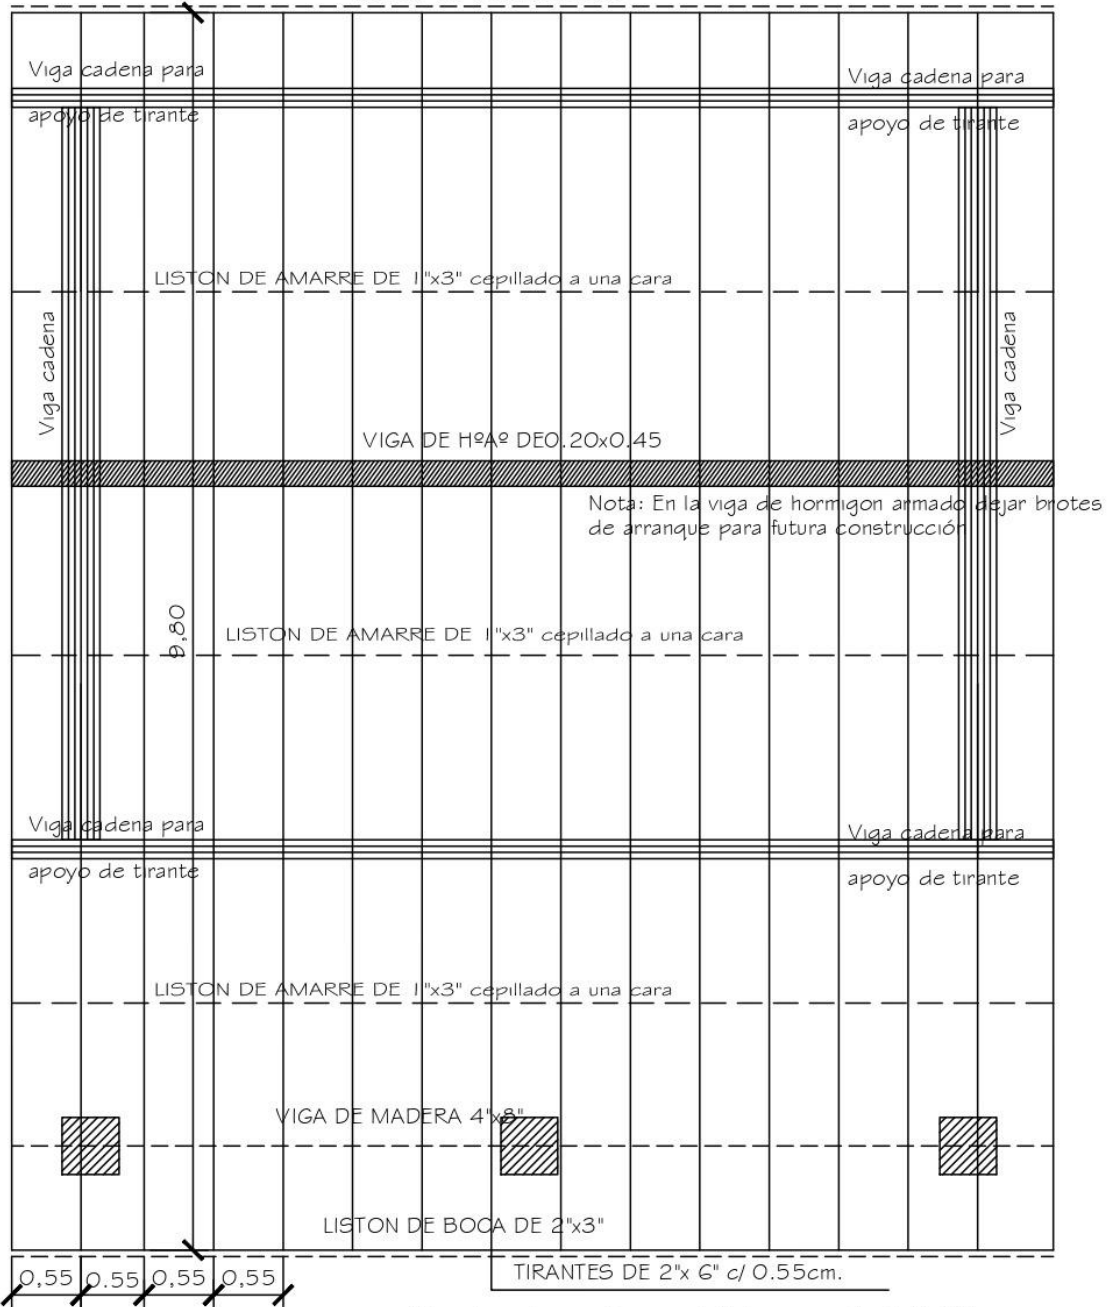 Viga cadena para
apoyo de tirante
Viga cadena para
apoyo de tirante
LISTON DE AMARRE DE 1"x3" cepillado a una cara
Viga cadena
Viga cadena
VIGA DE HºAº DE0.20x0.45
Nota: En la viga de hormigon armado dejar brotes
de arranque para futura construcción
9,80
LISTON DE AMARRE DE 1"x3" cepillado a una cara
Viga cadena para
apoyo de tirante
Viga cadena para
apoyo de tirante
LISTON DE AMARRE DE 1"x3" cepillado a una cara
VIGA DE MADERA 4"x8"
LISTON DE BOCA DE 2"x3"
0,55 0.55 0,55 0,55
TIRANTES DE 2"x 6" c/ 0.55cm.